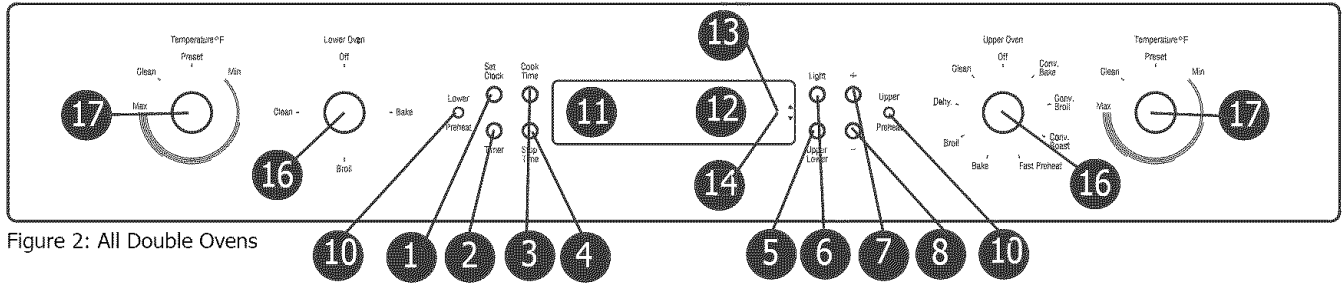 Temperature °F
Preset
Clean
Min
Max
17
Lower Oven
Off
Clean
Bake
Broil
16
Lower
Preheat
10
Set
Clock
Cook
Time
Timer
Stop
Time
1
2
3
4
11
12
13
14
Light
+
Upper
Lower
-
5
6
7
8
Upper
Preheat
10
Upper Oven
Off
Clean
Conv.
Bake
Dehy.
Conv.
Broil
Broil
Conv.
Roast
Bake
Fast Preheat
16
Temperature °F
Preset
Clean
Min
Max
17
Figure 2: All Double Ovens